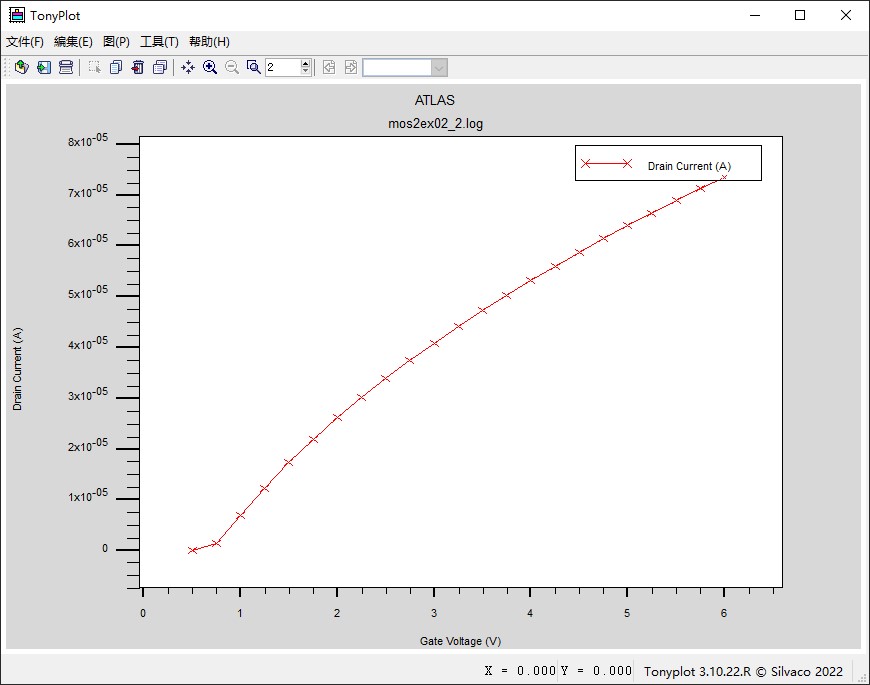 TonyPlot
文件(F) 编集(E) 图(P) 工具(T) 帮助(H)
2
ATLAS
mos2ex02_2.log
Drain Current (A)
8x10-05
7x10-05
6x10-05
5x10-05
4x10-05
3x10-05
2x10-05
1x10-05
0
Drain Current (A)
0 1 2 3 4 5 6
Gate Voltage (V)
X = 0.000 Y = 0.000 Tonyplot 3.10.22.R © Silvaco 2022